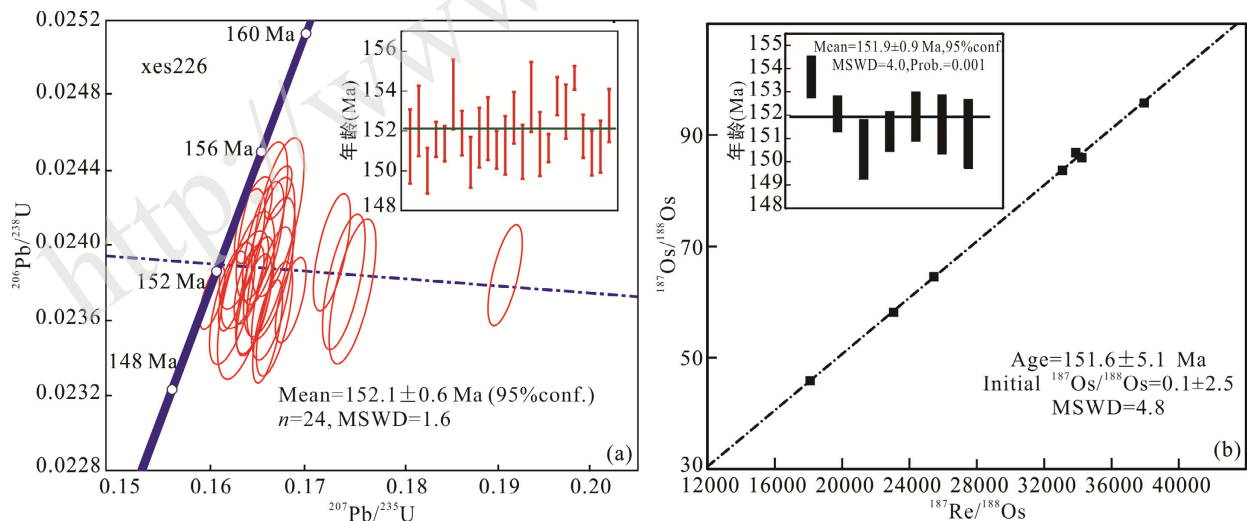 0.0252
0.0248
0.0244
0.0240
0.0236
0.0232
0.0228
²⁰⁶Pb/²³⁸U
xes226
160 Ma
156 Ma
152 Ma
148 Ma
156
154
152
150
148
年龄(Ma)
Mean=152.1±0.6 Ma (95%conf.)
n=24, MSWD=1.6
(a)
0.15 0.16 0.17 0.18 0.19 0.20
²⁰⁷Pb/²³⁵U
http://www
90
70
50
30
¹⁸⁷Os/¹⁸⁸Os
155
154
153
152
151
150
149
148
年龄(Ma)
Mean=151.9±0.9 Ma,95%conf.
MSWD=4.0,Prob.=0.001
Age=151.6±5.1 Ma
Initial ¹⁸⁷Os/¹⁸⁸Os=0.1±2.5
MSWD=4.8
(b)
12000 16000 20000 24000 28000 32000 36000 40000
¹⁸⁷Re/¹⁸⁸Os